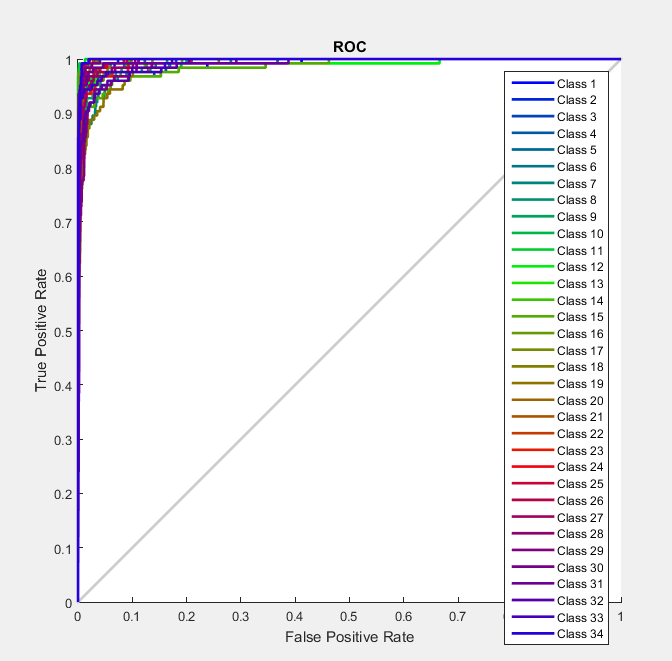 ROC
1
0.9
0.8
0.7
0.6
0.5
0.4
0.3
0.2
0.1
0
True Positive Rate
0 0.1 0.2 0.3 0.4 0.5 0.6 0.7 1
False Positive Rate
Class 1
Class 2
Class 3
Class 4
Class 5
Class 6
Class 7
Class 8
Class 9
Class 10
Class 11
Class 12
Class 13
Class 14
Class 15
Class 16
Class 17
Class 18
Class 19
Class 20
Class 21
Class 22
Class 23
Class 24
Class 25
Class 26
Class 27
Class 28
Class 29
Class 30
Class 31
Class 32
Class 33
Class 34